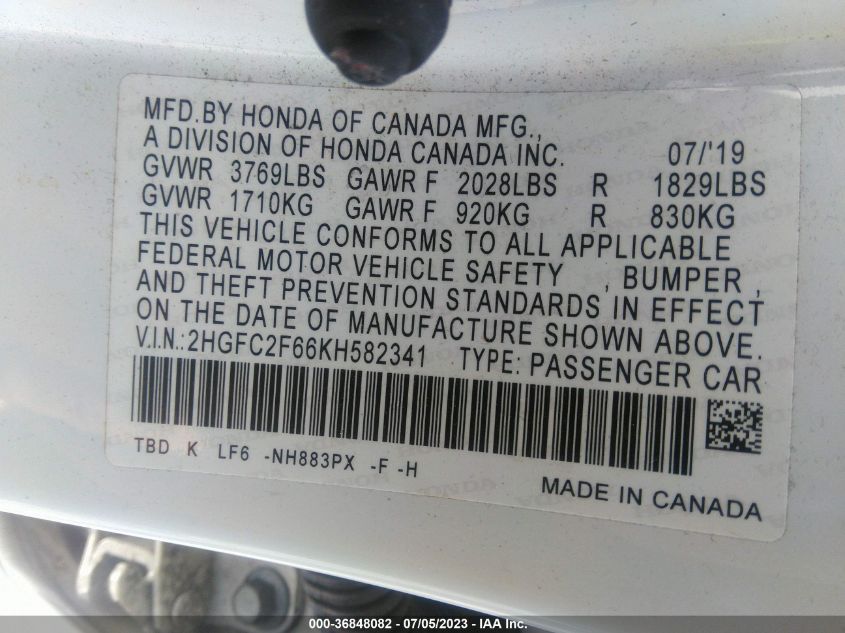 MFD.BY HONDA OF CANADA MFG.,
A DIVISION OF HONDA CANADA INC. 07/'19
GVWR 3769LBS GAWR F 2028LBS R 1829LBS
GVWR 1710KG GAWR F 920KG R 830KG
THIS VEHICLE CONFORMS TO ALL APPLICABLE
FEDERAL MOTOR VEHICLE SAFETY , BUMPER ,
AND THEFT PREVENTION STANDARDS IN EFFECT
ON THE DATE OF MANUFACTURE SHOWN ABOVE.
V.I.N.:2HGFC2F66KH582341 TYPE: PASSENGER CAR
TBD K LF6 -NH883PX -F -H
MADE IN CANADA
000-36848082 - 07/05/2023 - IAA Inc.